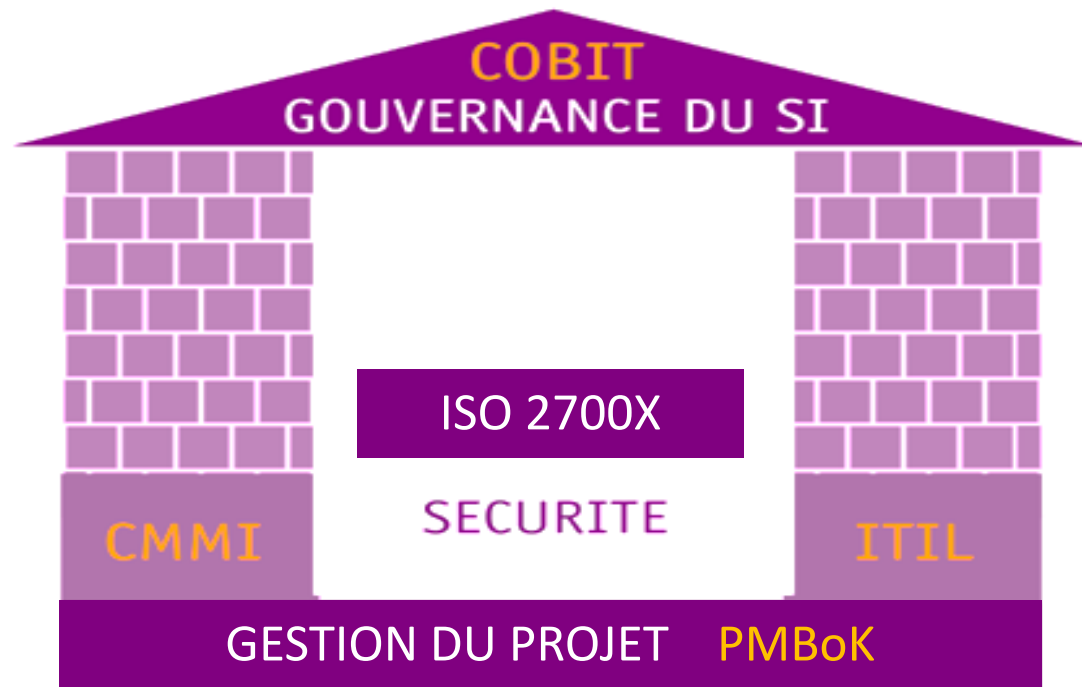 COBIT
GOUVERNANCE DU SI
ISO 2700X
SECURITE
CMMI
ITIL
GESTION DU PROJET PMBoK